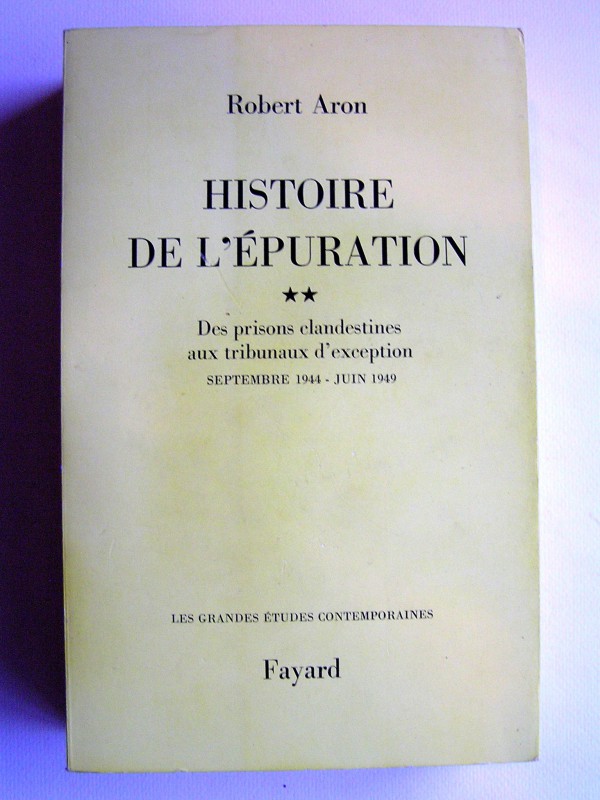 Robert Aron
HISTOIRE
DE L'ÉPURATION
★★
Des prisons clandestines
aux tribunaux d'exception
SEPTEMBRE 1944 - JUIN 1949
LES GRANDES ÉTUDES CONTEMPORAINES
Fayard